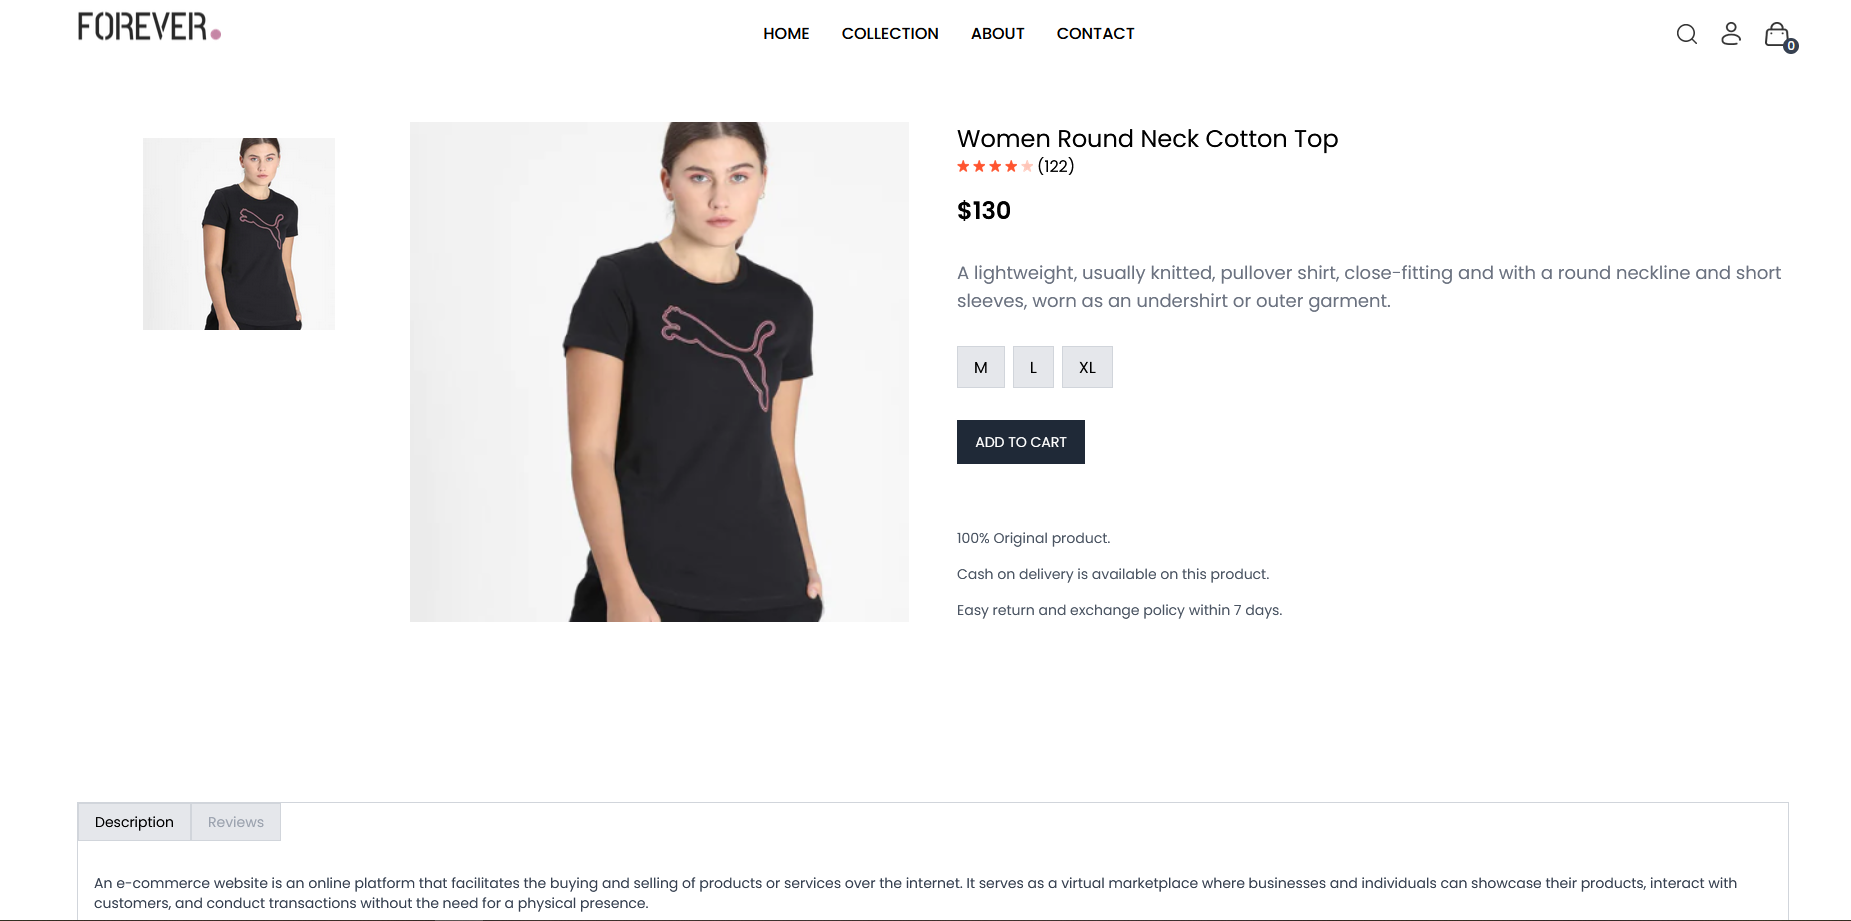 FOREVER.
HOME COLLECTION ABOUT CONTACT
0
Women Round Neck Cotton Top
(122)
$130
A lightweight, usually knitted, pullover shirt, close-fitting and with a round neckline and short
sleeves, worn as an undershirt or outer garment.
M L XL
ADD TO CART
100% Original product.
Cash on delivery is available on this product.
Easy return and exchange policy within 7 days.
Description Reviews
An e-commerce website is an online platform that facilitates the buying and selling of products or services over the internet. It serves as a virtual marketplace where businesses and individuals can showcase their products, interact with
customers, and conduct transactions without the need for a physical presence.